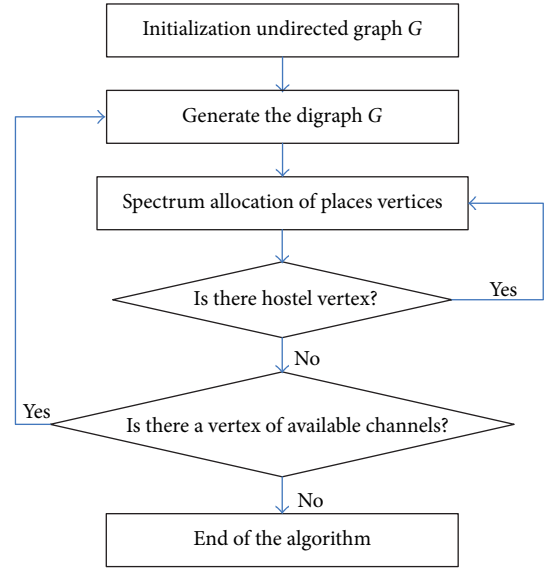 Initialization undirected graph G
Generate the digraph G
Spectrum allocation of places vertices
Is there hostel vertex?
Yes
No
Yes
Is there a vertex of available channels?
No
End of the algorithm